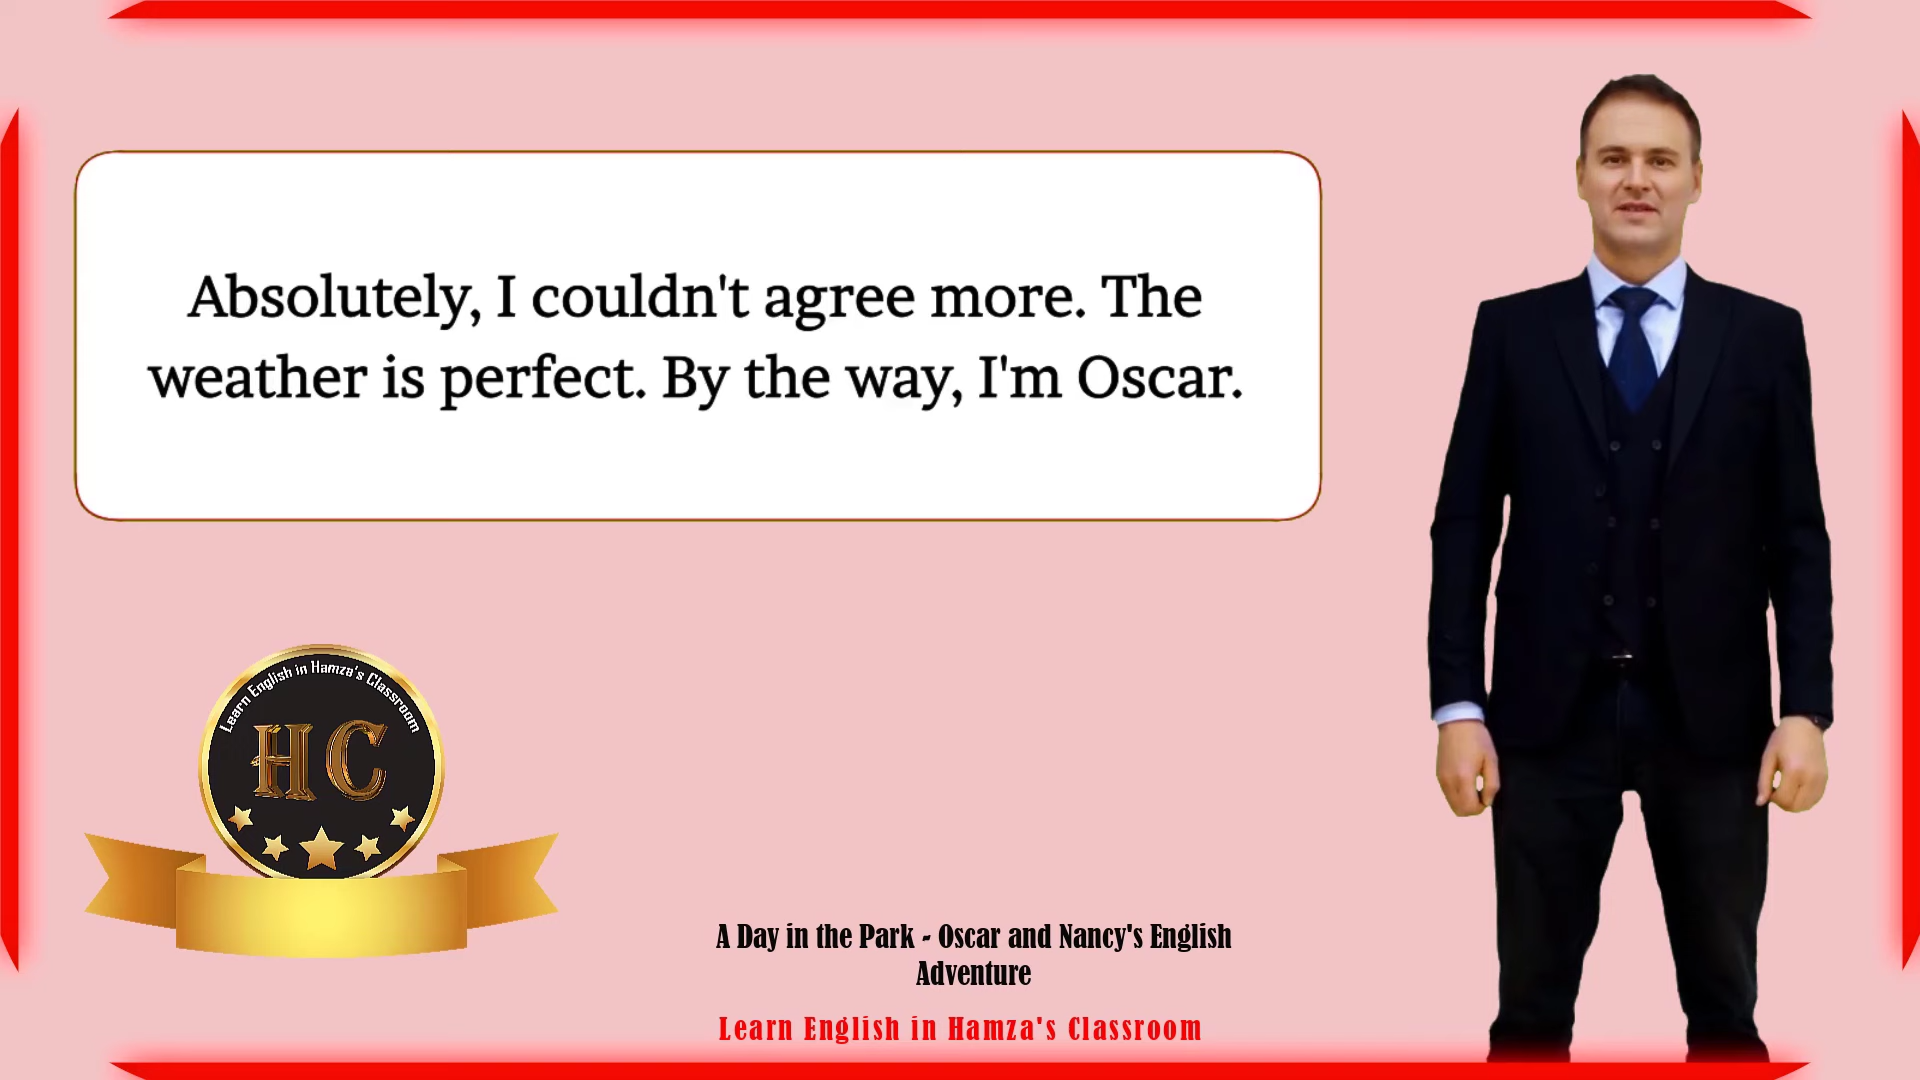 Absolutely, I couldn't agree more. The
weather is perfect. By the way, I'm Oscar.
Learn English in Hamza's Classroom
HC
A Day in the Park - Oscar and Nancy's English
Adventure
Learn English in Hamza's Classroom